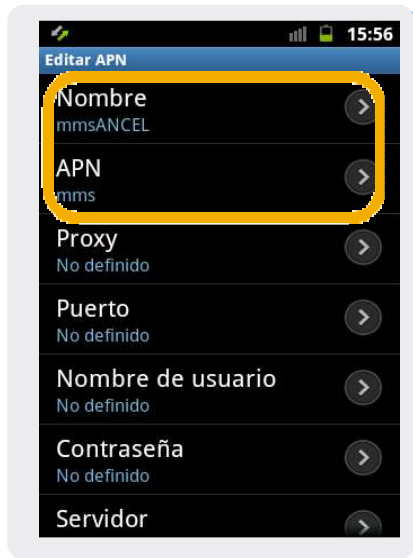 15:56
Editar APN
Nombre
mmsANCEL
APN
mms
Proxy
No definido
Puerto
No definido
Nombre de usuario
No definido
Contraseña
No definido
Servidor